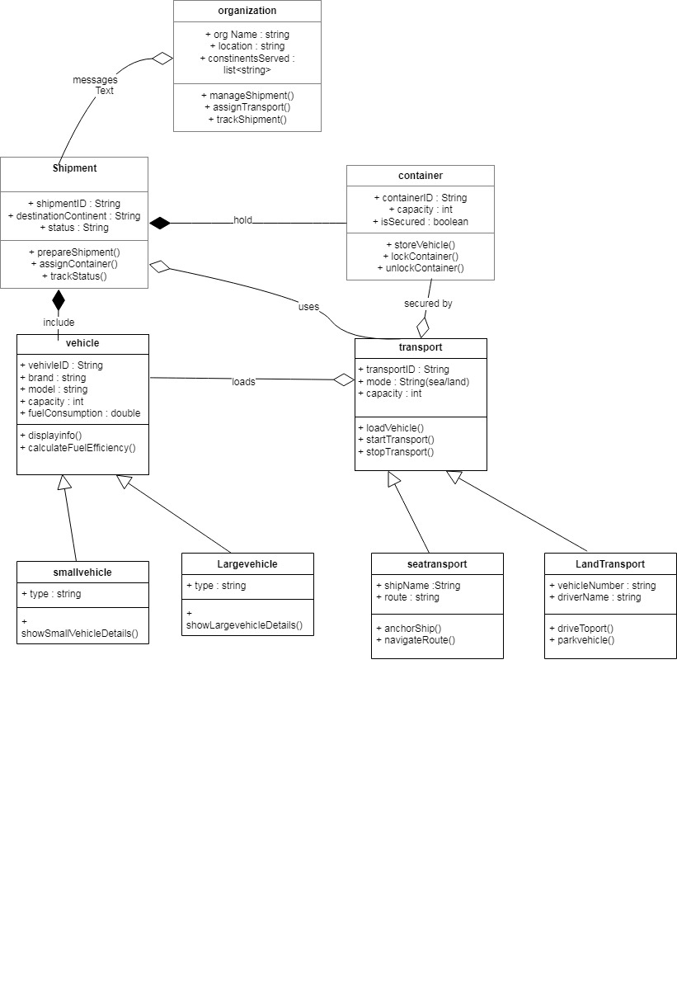 organization
+ org Name : string
+ location : string
+ constinentsServed :
list<string>
+ manageShipment()
+ assignTransport()
+ trackShipment()
messages
Text
Shipment
+ shipmentID : String
+ destinationContinent : String
+ status : String
+ prepareShipment()
+ assignContainer()
+ trackStatus()
hold
container
+ containerID : String
+ capacity : int
+ isSecured : boolean
+ storeVehicle()
+ lockContainer()
+ unlockContainer()
uses
secured by
include
vehicle
+ vehivleID : String
+ brand : string
+ model : string
+ capacity : int
+ fuelConsumption : double
+ displayinfo()
+ calculateFuelEfficiency()
loads
transport
+ transportID : String
+ mode : String(sea/land)
+ capacity : int
+ loadVehicle()
+ startTransport()
+ stopTransport()
smallvehicle
+ type : string
+
showSmallVehicleDetails()
Largevehicle
+ type : string
+
showLargevehicleDetails()
seatransport
+ shipName :String
+ route : string
+ anchorShip()
+ navigateRoute()
LandTransport
+ vehicleNumber : string
+ driverName : string
+ driveToport()
+ parkvehicle()